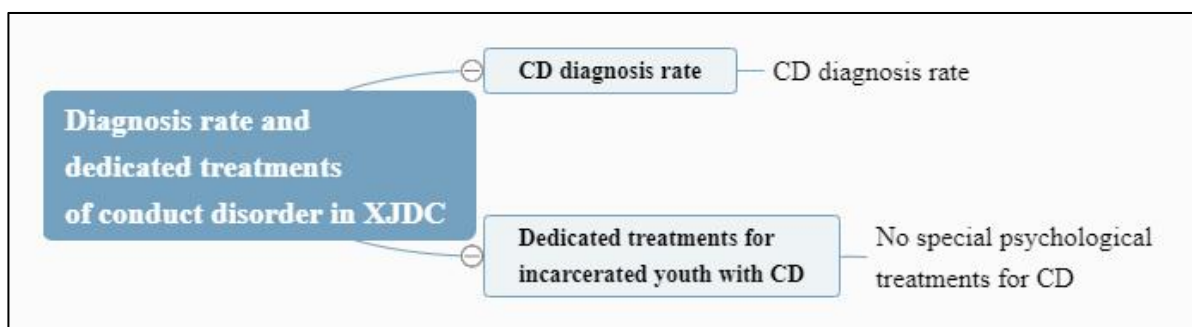 Diagnosis rate and
dedicated treatments
of conduct disorder in XJDC
CD diagnosis rate
CD diagnosis rate
Dedicated treatments for
incarcerated youth with CD
No special psychological
treatments for CD